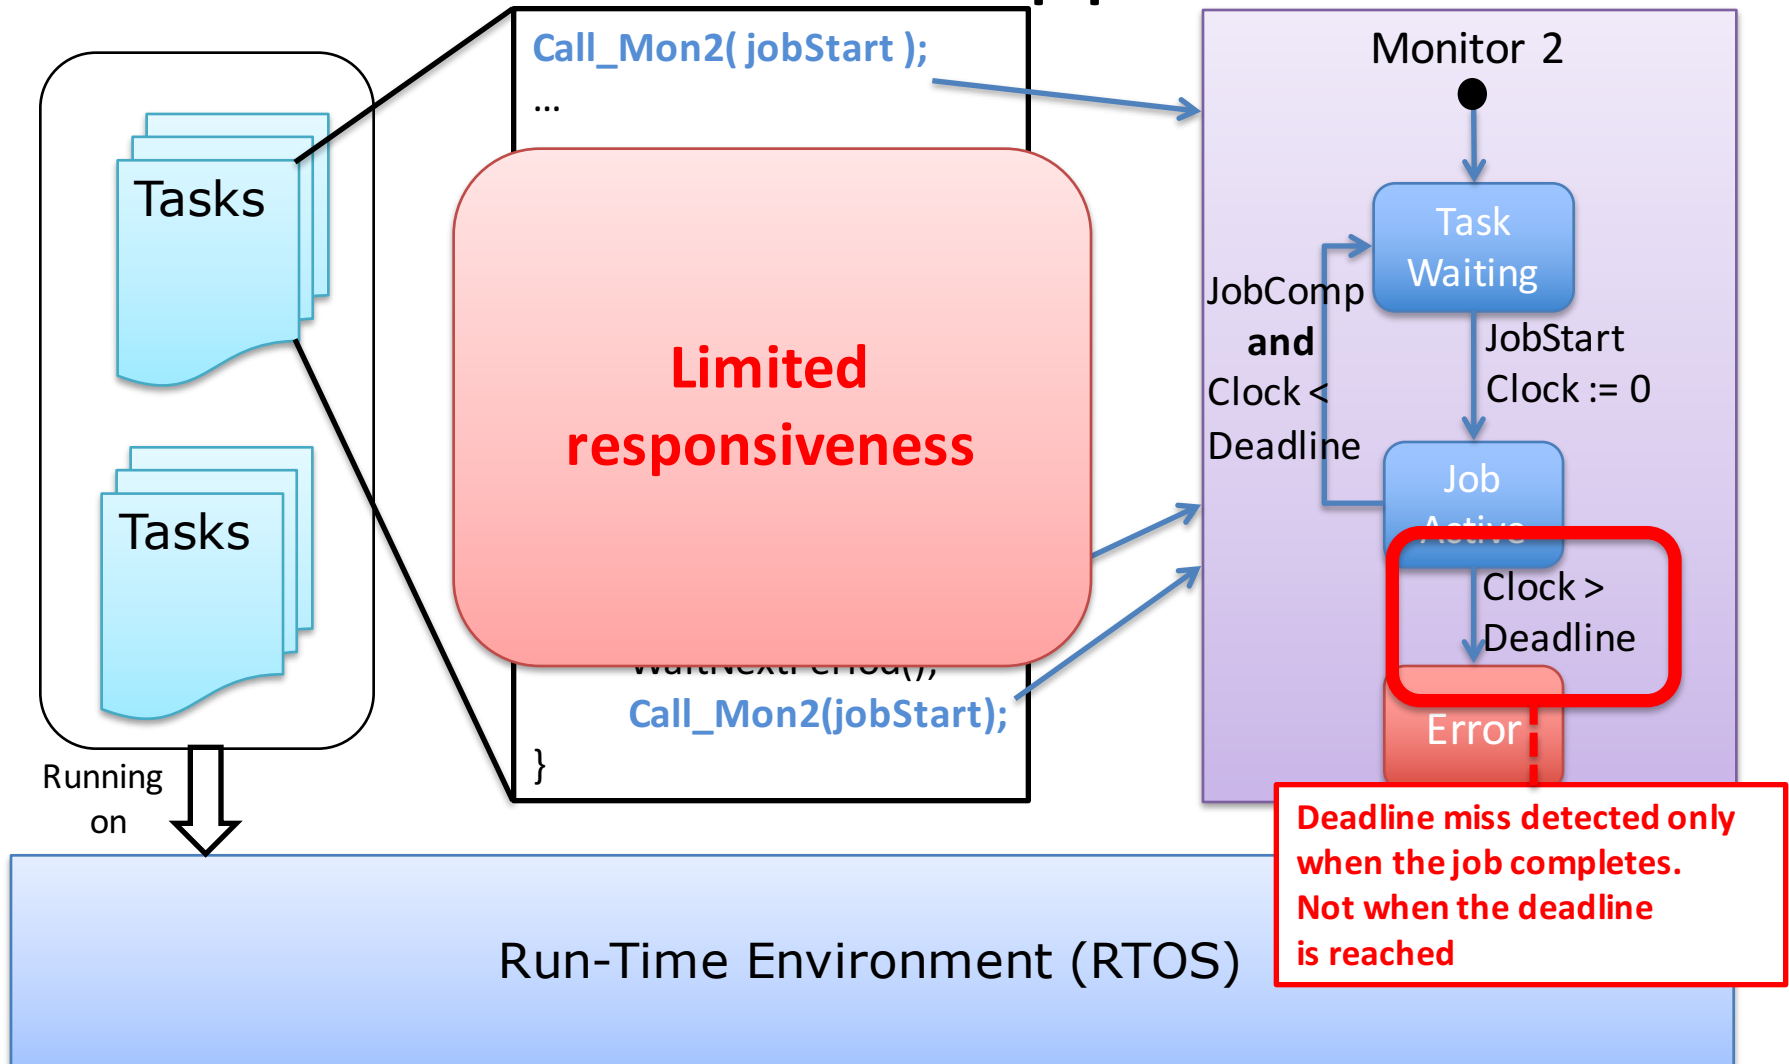 Call_Mon2( jobStart );
...
Tasks
Tasks
Limited
responsiveness
WaitNextPeriod();
Call_Mon2(jobStart);
}
Running
on
Monitor 2
Task
Waiting
JobComp
and
Clock <
Deadline
JobStart
Clock := 0
Job
Active
Clock >
Deadline
Error
Deadline miss detected only
when the job completes.
Not when the deadline
is reached
Run-Time Environment (RTOS)